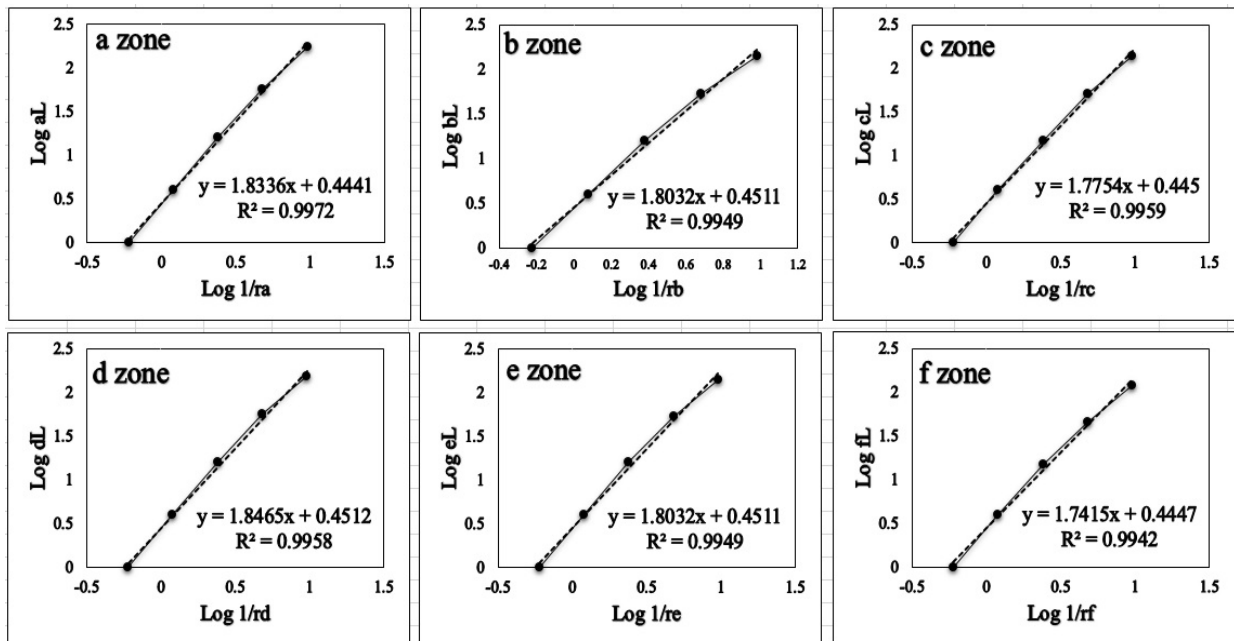 a zone
2.5
2
1.5
1
0.5
0
Log aL
y = 1.8336x + 0.4441
R² = 0.9972
-0.5 0 0.5 1 1.5
Log 1/ra
b zone
2.5
2
1.5
1
0.5
0
Log bL
y = 1.8032x + 0.4511
R² = 0.9949
-0.4 -0.2 0 0.2 0.4 0.6 0.8 1 1.2
Log 1/rb
c zone
2.5
2
1.5
1
0.5
0
Log cL
y = 1.7754x + 0.445
R² = 0.9959
-0.5 0 0.5 1 1.5
Log 1/rc
d zone
2.5
2
1.5
1
0.5
0
Log dL
y = 1.8465x + 0.4512
R² = 0.9958
-0.5 0 0.5 1 1.5
Log 1/rd
e zone
2.5
2
1.5
1
0.5
0
Log eL
y = 1.8032x + 0.4511
R² = 0.9949
-0.5 0 0.5 1 1.5
Log 1/re
f zone
2.5
2
1.5
1
0.5
0
Log fL
y = 1.7415x + 0.4447
R² = 0.9942
-0.5 0 0.5 1 1.5
Log 1/rf